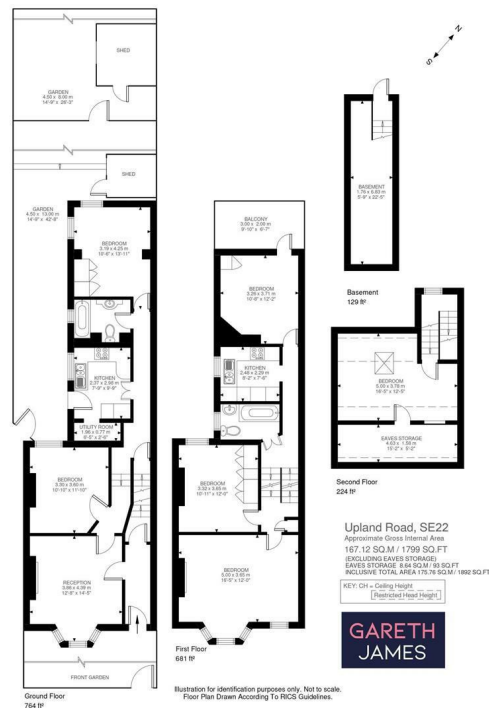 SHED
GARDEN
4.50 x 8.00 m
14'-9" x 26'-3"
N
S
SHED
GARDEN
4.50 x 13.00 m
14'-9" x 42'-8"
BEDROOM
3.19 x 4.25 m
10'-6" x 13'-11"
KITCHEN
2.37 x 2.98 m
7'-9" x 9'-9"
UTILITY ROOM
1.96 x 0.77 m
6'-5" x 2'-6"
BEDROOM
3.30 x 3.60 m
10'-10" x 11'-10"
RECEPTION
3.86 x 4.39 m
12'-8" x 14'-5"
FRONT GARDEN
Ground Floor
764 ft²
BALCONY
3.00 x 2.00 m
9'-10" x 6'-7"
BEDROOM
3.28 x 3.71 m
10'-9" x 12'-2"
KITCHEN
2.48 x 2.29 m
8'-2" x 7'-6"
BEDROOM
3.32 x 3.65 m
10'-11" x 12'-0"
BEDROOM
5.00 x 3.65 m
16'-5" x 12'-0"
First Floor
681 ft²
BASEMENT
1.76 x 6.83 m
5'-9" x 22'-5"
Basement
129 ft²
BEDROOM
5.00 x 3.78 m
16'-5" x 12'-5"
EAVES STORAGE
4.63 x 1.58 m
15'-2" x 5'-2"
Second Floor
224 ft²
Upland Road, SE22
Approximate Gross Internal Area
167.12 SQ.M / 1799 SQ.FT
(EXCLUDING EAVES STORAGE)
EAVES STORAGE 8.64 SQ.M / 93 SQ.FT
INCLUSIVE TOTAL AREA 175.76 SQ.M / 1892 SQ.FT
KEY: CH = Ceiling Height
Restricted Head Height
GARETH
JAMES
Illustration for identification purposes only. Not to scale.
Floor Plan Drawn According To RICS Guidelines.